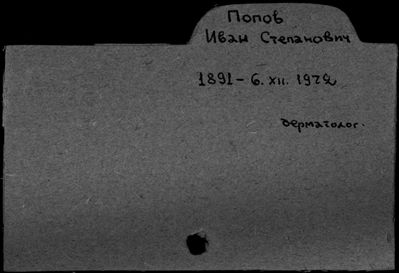 Попов
Иван Степанович
1891 – 6. XII. 1972
дерматолог.